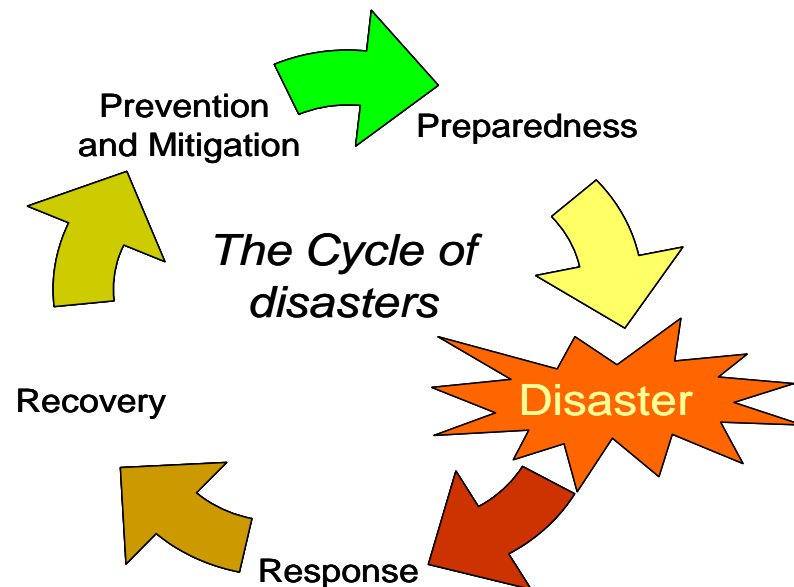 Prevention
and Mitigation
Preparedness
The Cycle of
disasters
Disaster
Recovery
Response